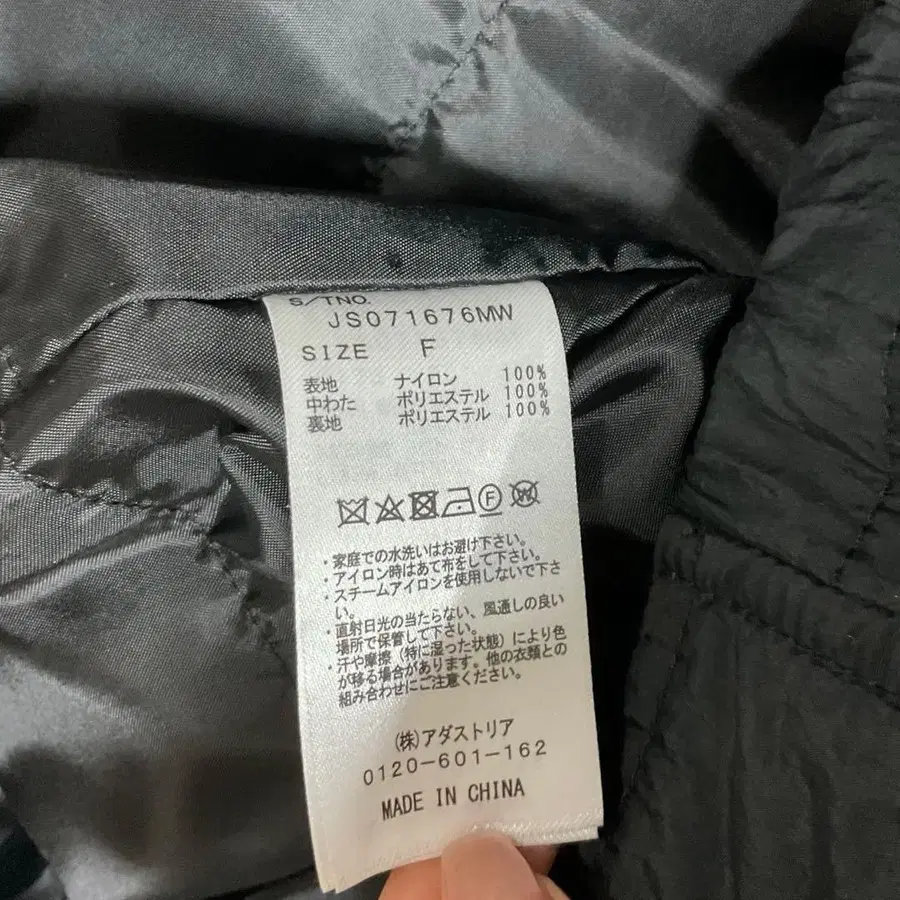 S/TNO.
JS071676MW
SIZE F
表地 ナイロン 100%
中わた ポリエステル 100%
裏地 ポリエステル 100%
F W
・家庭での水洗いはお避け下さい。
・アイロン時はあて布をして下さい。
・スチームアイロンを使用しないで下さ
い。
・直射日光の当たらない、風通しの良い
場所で保管して下さい。
・汗や摩擦（特に湿った状態）により色
が移る場合があります。他の衣類との
組み合わせにご注意ください。
(株)アダストリア
0120-601-162
MADE IN CHINA